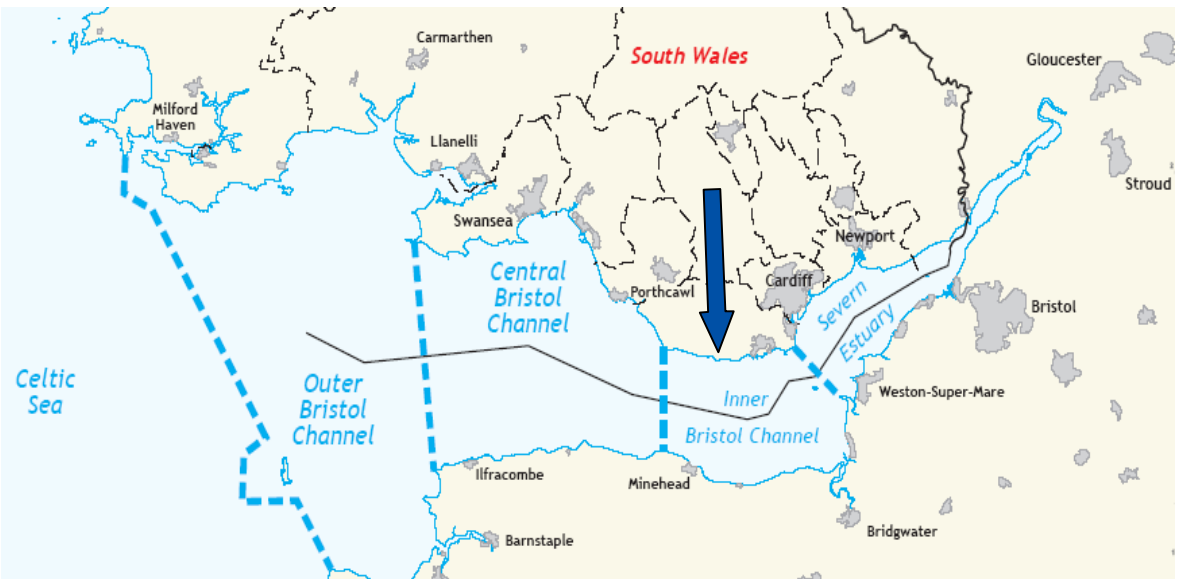 Carmarthen
South Wales
Gloucester
Milford
Haven
Llanelli
Stroud
Swansea
Newport
Central
Bristol
Channel
Porthcawl
Cardiff
Severn
Estuary
Bristol
Celtic
Sea
Outer
Bristol
Channel
Inner
Bristol Channel
Weston-Super-Mare
Ilfracombe
Minehead
Bridgwater
Barnstaple